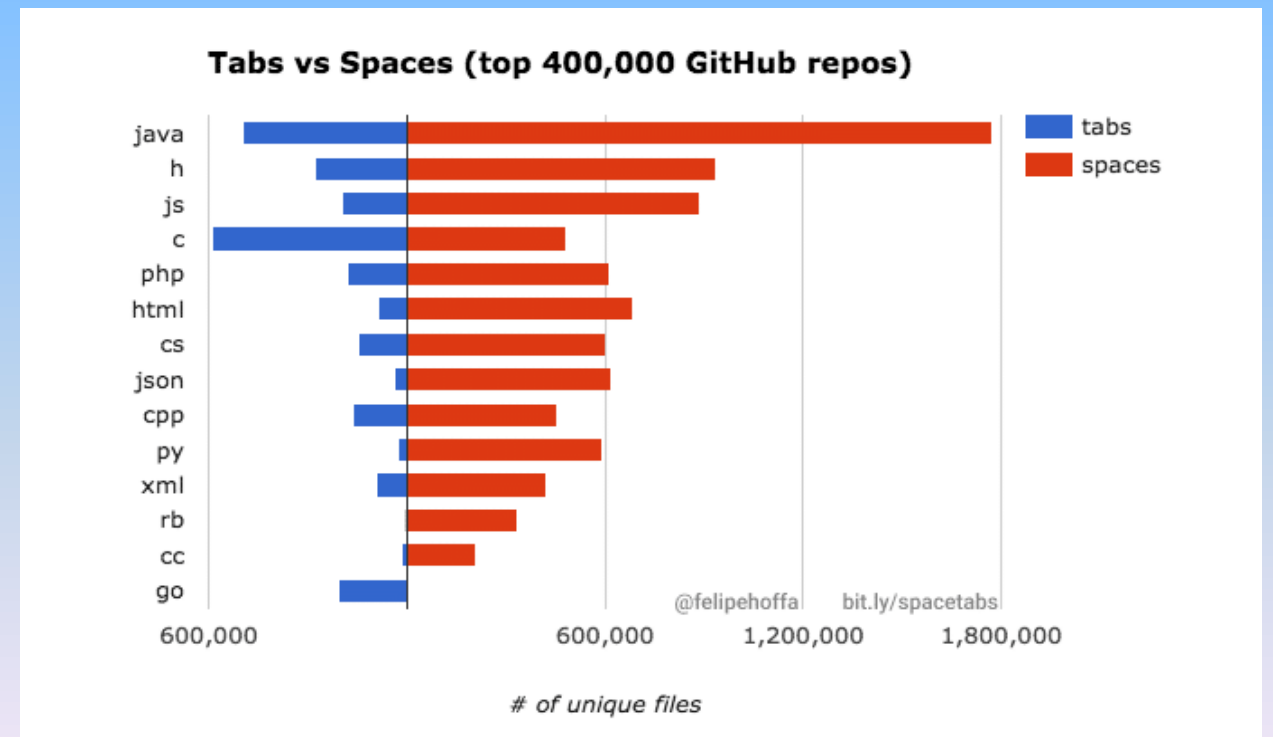 Tabs vs Spaces (top 400,000 GitHub repos)
java
h
js
c
php
html
cs
json
cpp
py
xml
rb
cc
go
tabs
spaces
@felipehoffa bit.ly/spacetabs
600,000 600,000 1,200,000 1,800,000
# of unique files